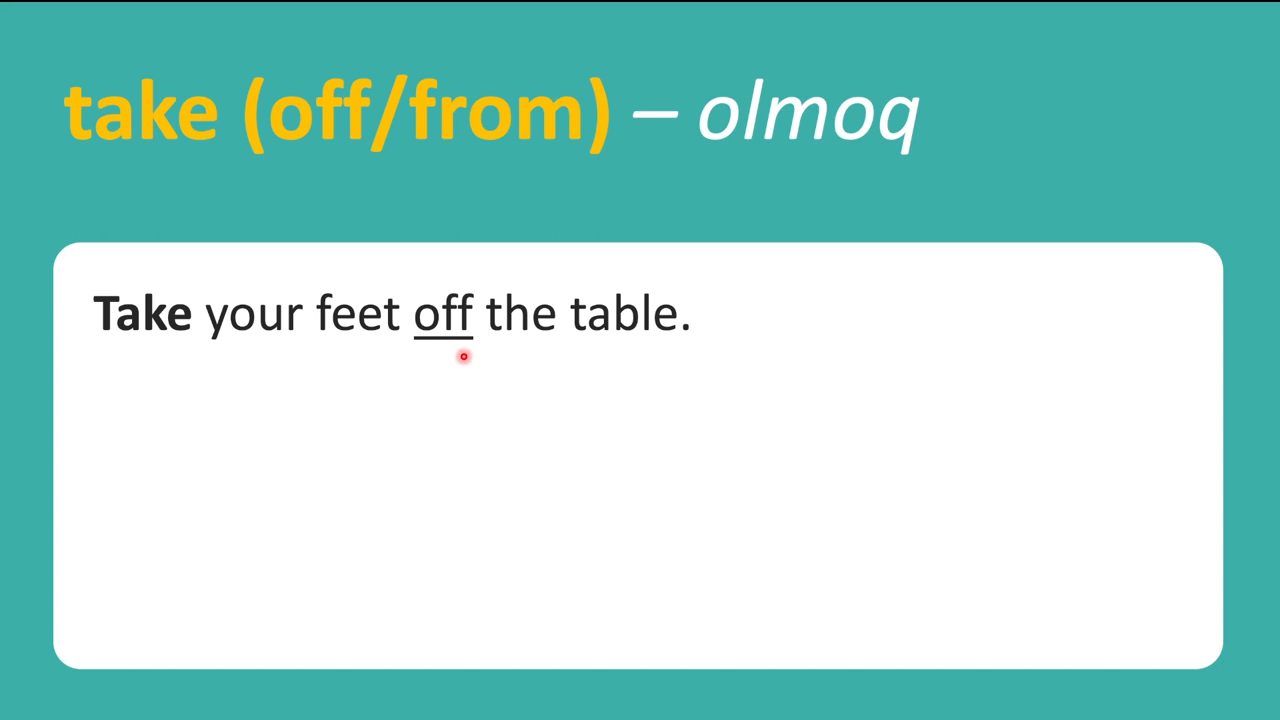 take (off/from) – olmoq
Take your feet off the table.